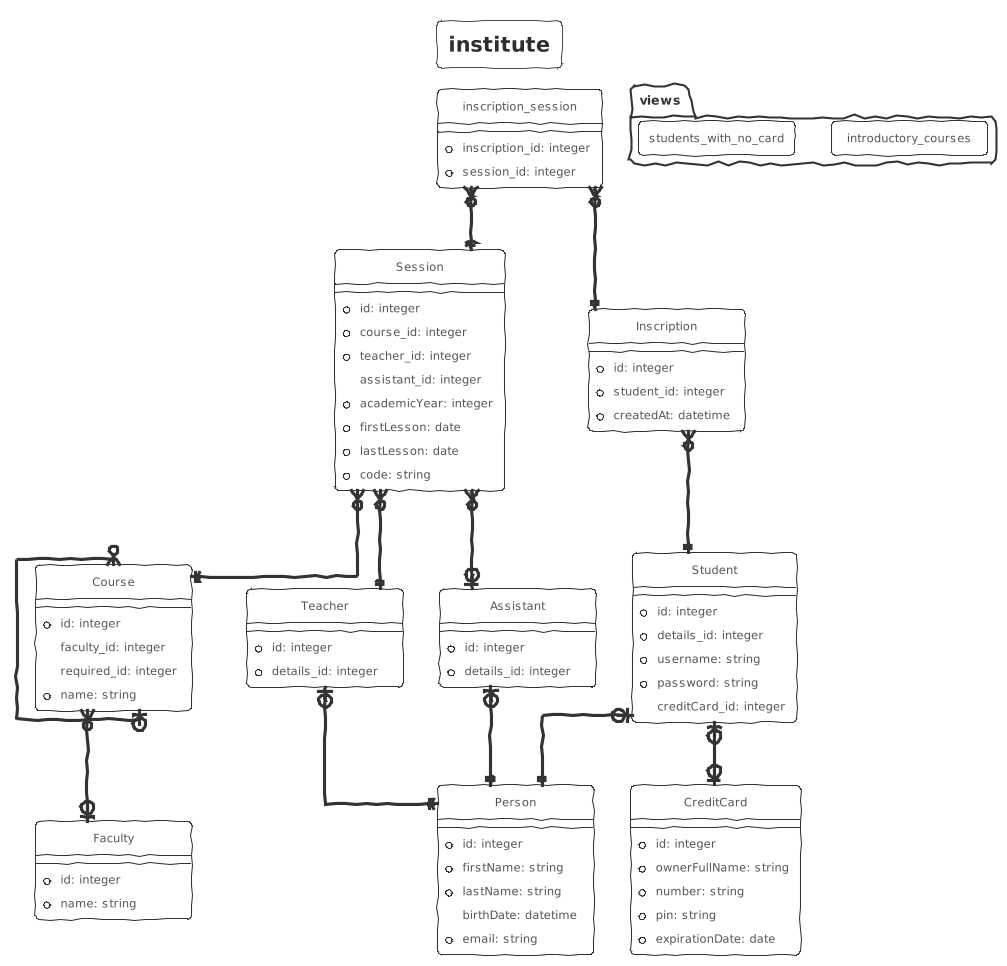 institute
inscription_session
inscription_id: integer
session_id: integer
views
students_with_no_card
introductory_courses
Session
id: integer
course_id: integer
teacher_id: integer
assistant_id: integer
academicYear: integer
firstLesson: date
lastLesson: date
code: string
Inscription
id: integer
student_id: integer
createdAt: datetime
Course
id: integer
faculty_id: integer
required_id: integer
name: string
Teacher
id: integer
details_id: integer
Assistant
id: integer
details_id: integer
Student
id: integer
details_id: integer
username: string
password: string
creditCard_id: integer
Faculty
id: integer
name: string
Person
id: integer
firstName: string
lastName: string
birthDate: datetime
email: string
CreditCard
id: integer
ownerFullName: string
number: string
pin: string
expirationDate: date